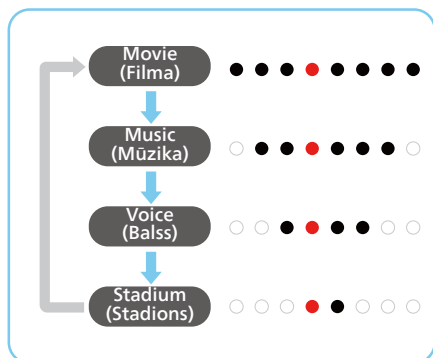 Movie
(Filma)
Music
(Mūzika)
Voice
(Balss)
Stadium
(Stadions)